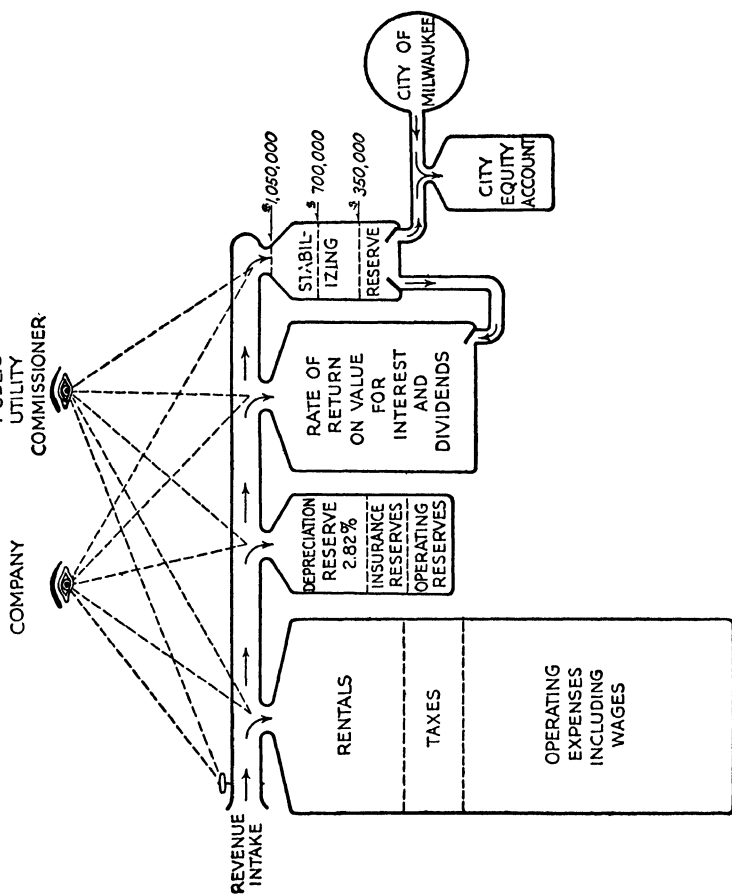 UTILITY
COMMISSIONER
COMPANY
CITY OF
MILWAUKEE
$1,050,000
$ 700,000
$ 350,000
CITY
EQUITY
ACCOUNT
STABIL-
IZING
RESERVE
RATE OF
RETURN
ON VALUE
FOR
INTEREST
AND
DIVIDENDS
DEPRECIATION
RESERVE
2.82%
INSURANCE
RESERVES
OPERATING
RESERVES
RENTALS
TAXES
OPERATING
EXPENSES
INCLUDING
WAGES
REVENUE
INTAKE